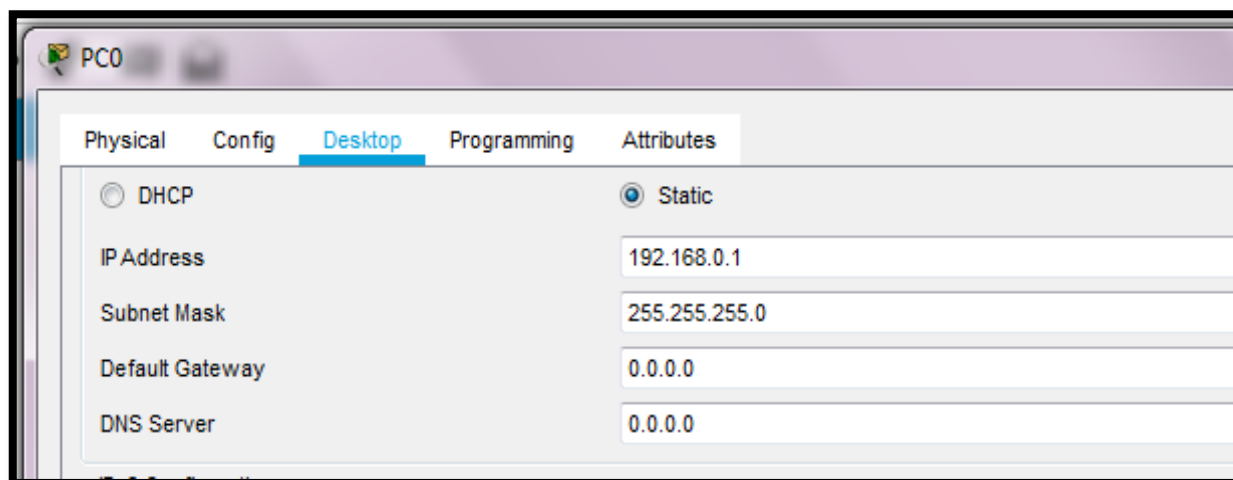 PC0
Physical Config Desktop Programming Attributes
DHCP Static
IP Address 192.168.0.1
Subnet Mask 255.255.255.0
Default Gateway 0.0.0.0
DNS Server 0.0.0.0